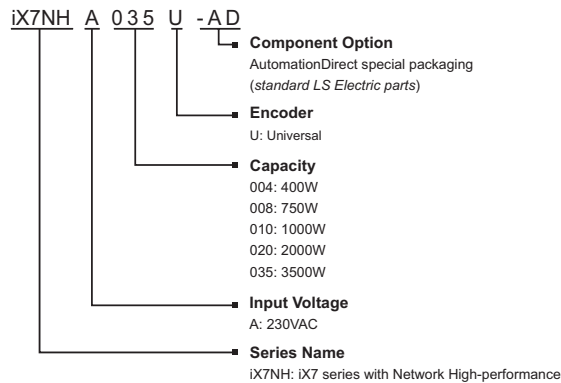 iX7NH A 035 U -AD
Component Option
AutomationDirect special packaging
(standard LS Electric parts)
Encoder
U: Universal
Capacity
004: 400W
008: 750W
010: 1000W
020: 2000W
035: 3500W
Input Voltage
A: 230VAC
Series Name
iX7NH: iX7 series with Network High-performance